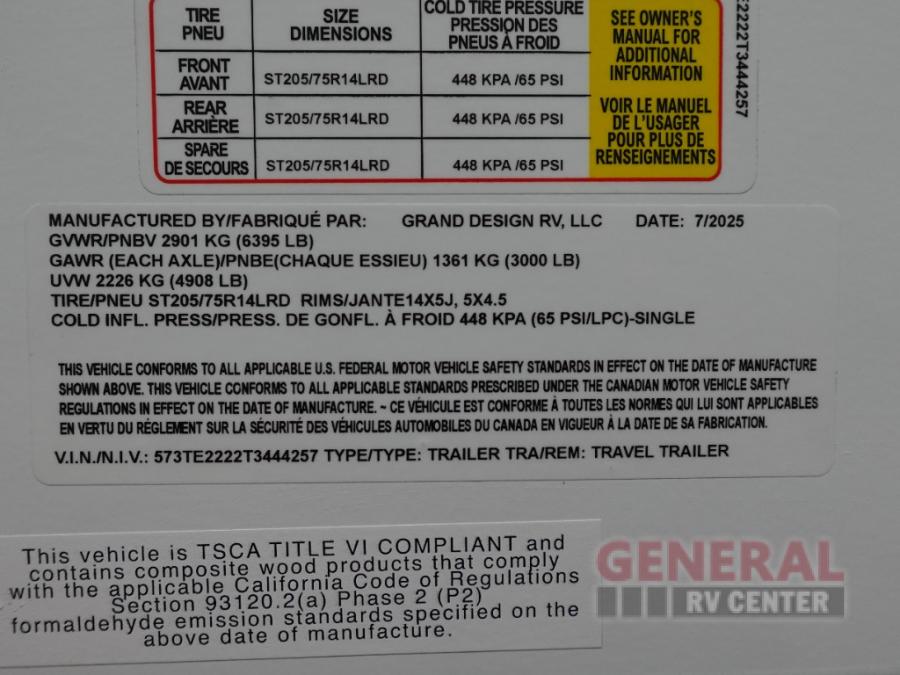 TIRE PNEU SIZE DIMENSIONS COLD TIRE PRESSURE PRESSION DES PNEUS À FROID
FRONT AVANT ST205/75R14LRD 448 KPA /65 PSI
REAR ARRIÈRE ST205/75R14LRD 448 KPA /65 PSI
SPARE DE SECOURS ST205/75R14LRD 448 KPA /65 PSI
SEE OWNER'S
MANUAL FOR
ADDITIONAL
INFORMATION
VOIR LE MANUEL
DE L'USAGER
POUR PLUS DE
RENSEIGNEMENTS
2222T3444257
MANUFACTURED BY/FABRIQUÉ PAR: GRAND DESIGN RV, LLC DATE: 7/2025
GVWR/PNBV 2901 KG (6395 LB)
GAWR (EACH AXLE)/PNBE(CHAQUE ESSIEU) 1361 KG (3000 LB)
UVW 2226 KG (4908 LB)
TIRE/PNEU ST205/75R14LRD RIMS/JANTE14X5J, 5X4.5
COLD INFL. PRESS/PRESS. DE GONFL. À FROID 448 KPA (65 PSI/LPC)-SINGLE
THIS VEHICLE CONFORMS TO ALL APPLICABLE U.S. FEDERAL MOTOR VEHICLE SAFETY STANDARDS IN EFFECT ON THE DATE OF MANUFACTURE
SHOWN ABOVE. THIS VEHICLE CONFORMS TO ALL APPLICABLE STANDARDS PRESCRIBED UNDER THE CANADIAN MOTOR VEHICLE SAFETY
REGULATIONS IN EFFECT ON THE DATE OF MANUFACTURE. ~ CE VÉHICULE EST CONFORME À TOUTES LES NORMES QUI LUI SONT APPLICABLES
EN VERTU DU RÉGLEMENT SUR LA SÉCURITÉ DES VÉHICULES AUTOMOBILES DU CANADA EN VIGUEUR À LA DATE DE SA FABRICATION.
V.I.N./N.I.V.: 573TE2222T3444257 TYPE/TYPE: TRAILER TRA/REM: TRAVEL TRAILER
This vehicle is TSCA TITLE VI COMPLIANT and
contains composite wood products that comply
with the applicable California Code of Regulations
Section 93120.2(a) Phase 2 (P2)
formaldehyde emission standards specified on the
above date of manufacture.
GENERAL
RV CENTER